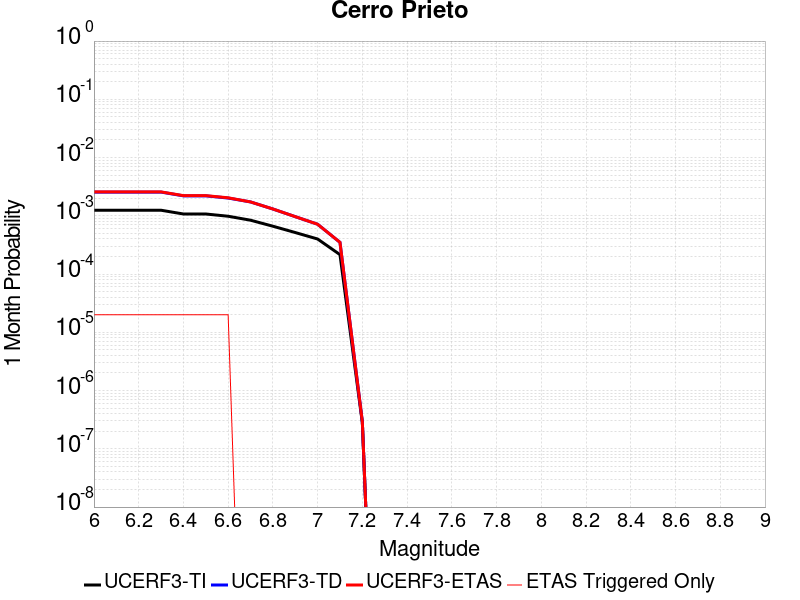 Cerro Prieto
10^0
10^-1
10^-2
10^-3
10^-4
10^-5
10^-6
10^-7
10^-8
1 Month Probability
6 6.2 6.4 6.6 6.8 7 7.2 7.4 7.6 7.8 8 8.2 8.4 8.6 8.8 9
Magnitude
UCERF3-TI UCERF3-TD UCERF3-ETAS ETAS Triggered Only